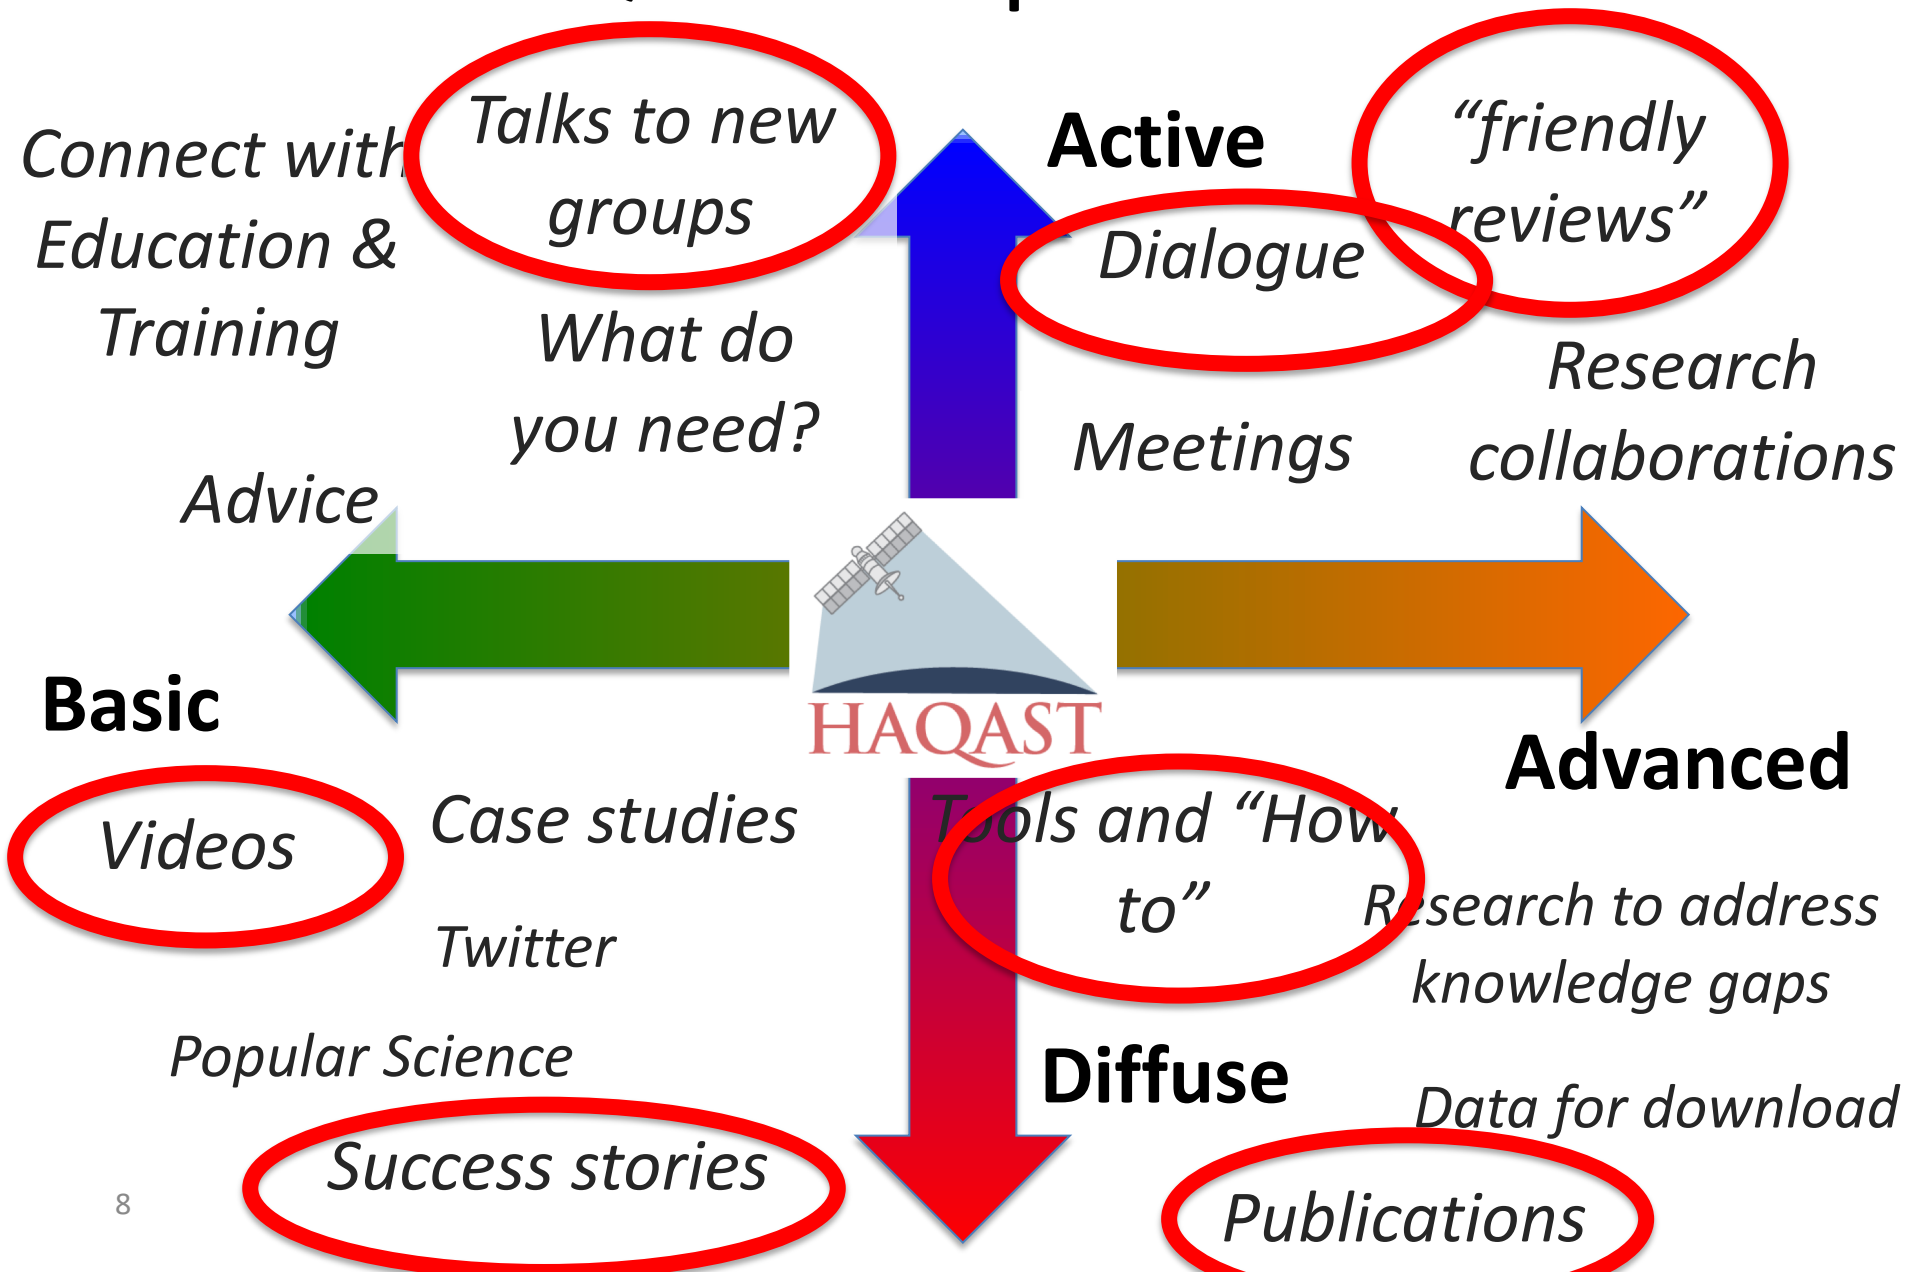 Talks to new
groups
Connect with
Education &
Training
What do
you need?
Advice
Active
“friendly
reviews”
Dialogue
Research
collaborations
Meetings
HAQAST
Basic
Advanced
Videos
Case studies
Twitter
Popular Science
Success stories
Tools and “How
to”
Research to address
knowledge gaps
Diffuse
Data for download
Publications
8